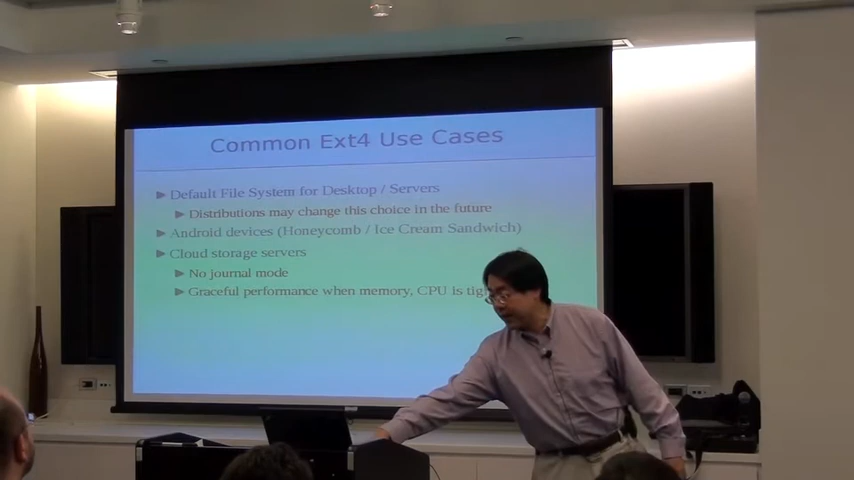 Common Ext4 Use Cases
Default File System for Desktop / Servers
Distributions may change this choice in the future
Android devices (Honeycomb / Ice Cream Sandwich)
Cloud storage servers
No journal mode
Graceful performance when memory, CPU is